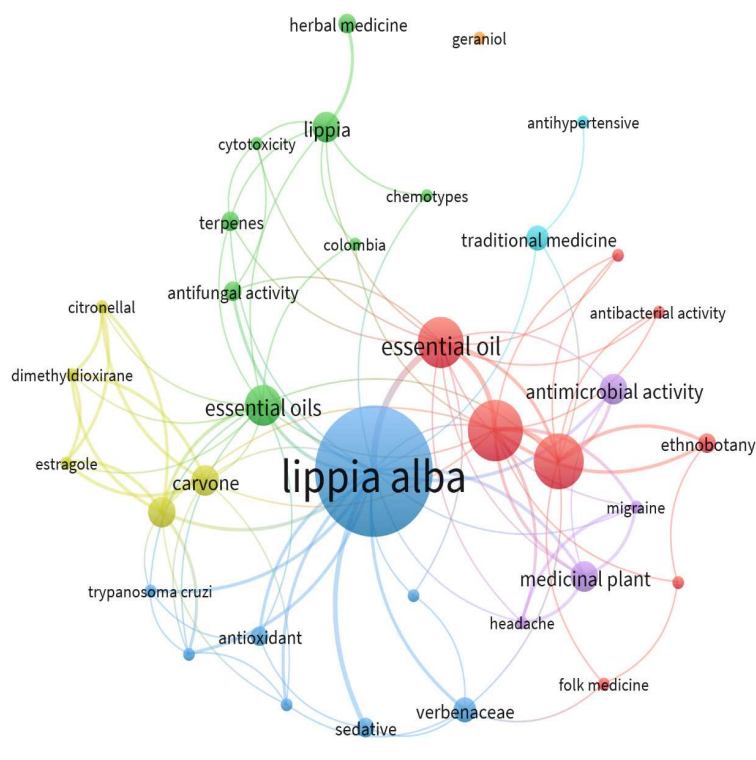 herbal medicine
geraniol
lippia
antihypertensive
cytotoxicity
chemotypes
terpenes
colombia
traditional medicine
antifungal activity
citronellal
antibacterial activity
essential oil
dimethyldioxirane
antimicrobial activity
essential oils
ethnobotany
estragole
carvone
lippia alba
migraine
medicinal plant
trypanosoma cruzi
headache
antioxidant
folk medicine
verbenaceae
sedative